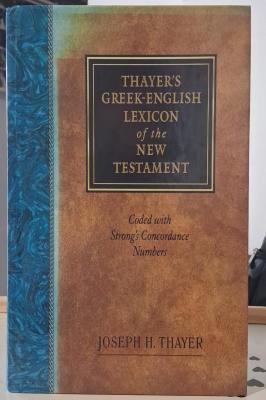 THAYER'S
GREEK-ENGLISH
LEXICON
of the
NEW
TESTAMENT
Coded with
Strong's Concordance
Numbers
JOSEPH H. THAYER